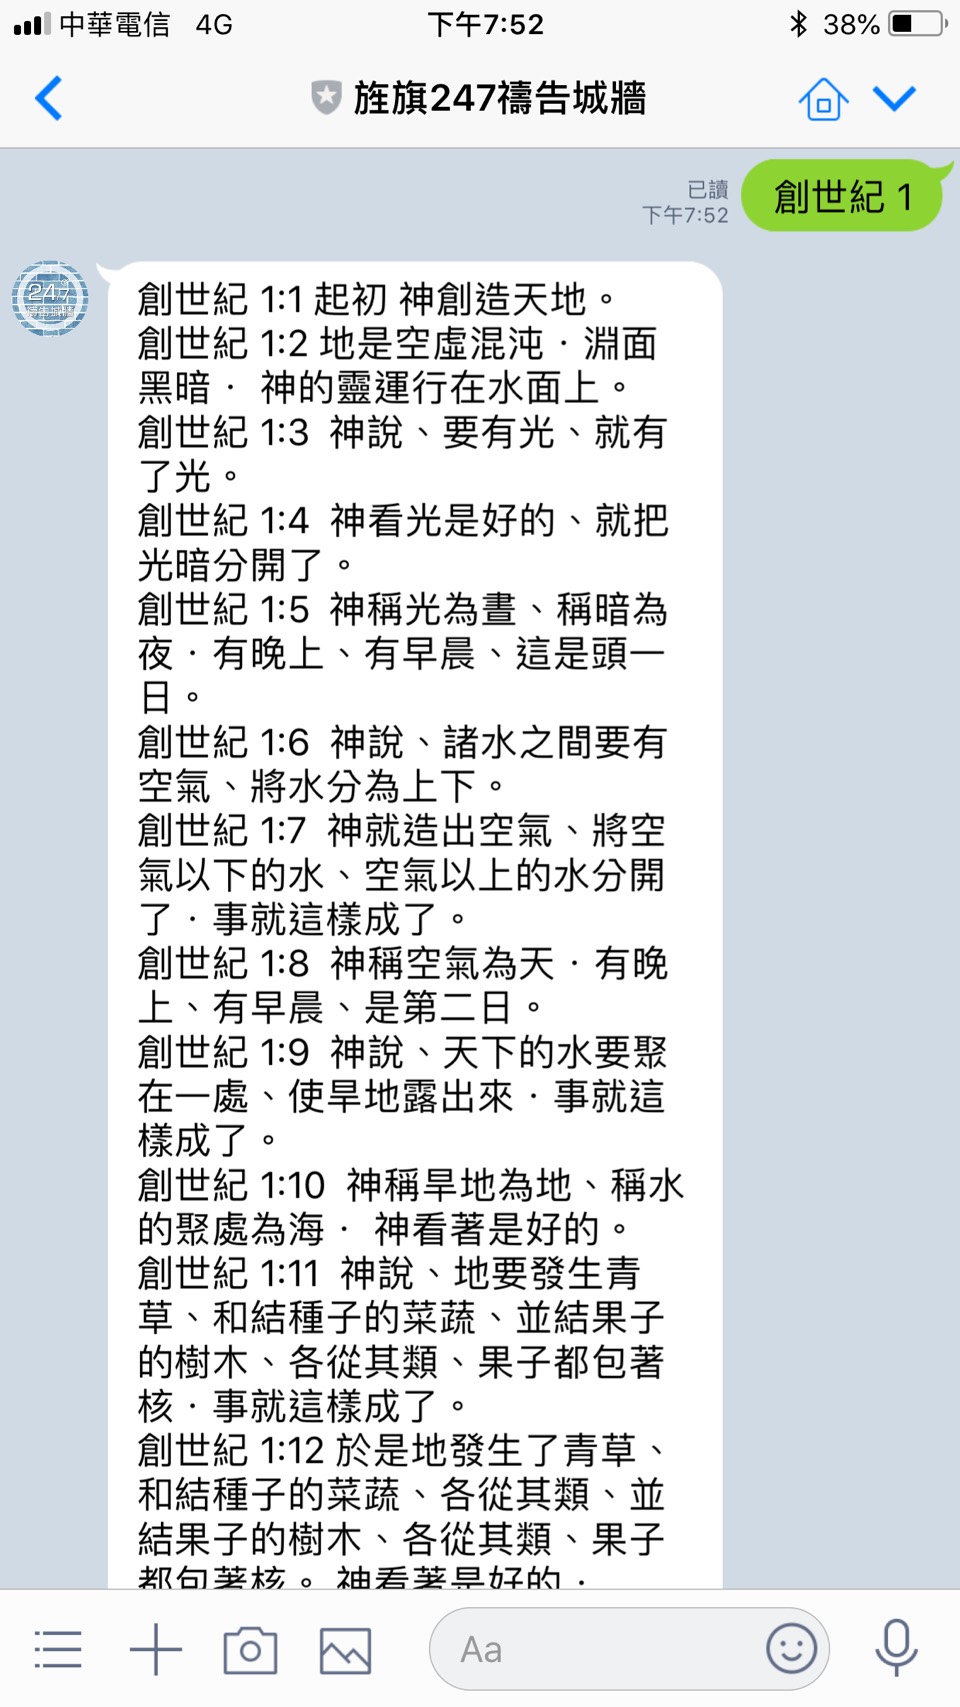 中華電信 4G 下午7:52 38%
旌旗247禱告城牆
創世紀 1
已讀
下午7:52
247
禱告城牆
創世紀 1:1 起初 神創造天地。
創世紀 1:2 地是空虛混沌．淵面
黑暗． 神的靈運行在水面上。
創世紀 1:3 神說、要有光、就有
了光。
創世紀 1:4 神看光是好的、就把
光暗分開了。
創世紀 1:5 神稱光為晝、稱暗為
夜．有晚上、有早晨、這是頭一
日。
創世紀 1:6 神說、諸水之間要有
空氣、將水分為上下。
創世紀 1:7 神就造出空氣、將空
氣以下的水、空氣以上的水分開
了．事就這樣成了。
創世紀 1:8 神稱空氣為天．有晚
上、有早晨、是第二日。
創世紀 1:9 神說、天下的水要聚
在一處、使旱地露出來．事就這
樣成了。
創世紀 1:10 神稱旱地為地、稱水
的聚處為海． 神看著是好的。
創世紀 1:11 神說、地要發生青
草、和結種子的菜蔬、並結果子
的樹木、各從其類、果子都包著
核．事就這樣成了。
創世紀 1:12 於是地發生了青草、
和結種子的菜蔬、各從其類、並
結果子的樹木、各從其類、果子
都包著核。 神看著是好的．
Aa